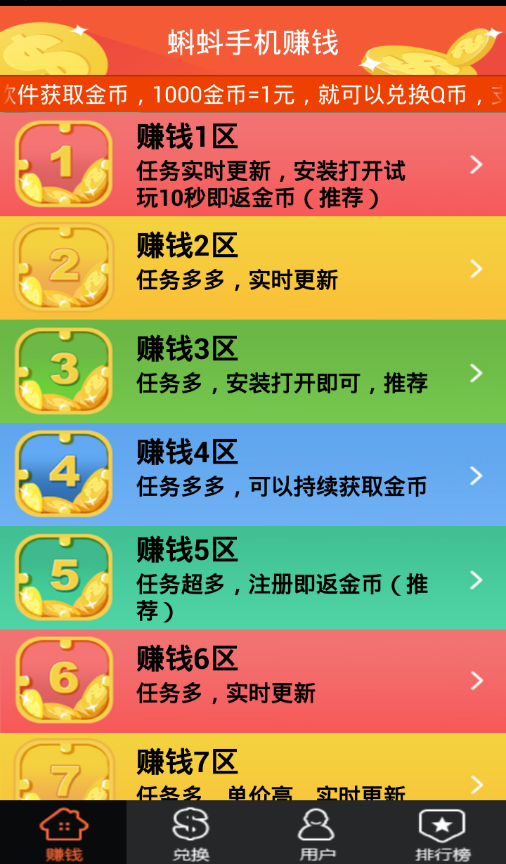 蝌蚪手机赚钱
软件获取金币，1000金币=1元，就可以兑换Q币，
1
赚钱1区
任务实时更新，安装打开试
玩10秒即返金币（推荐）
2
赚钱2区
任务多多，实时更新
3
赚钱3区
任务多，安装打开即可，推荐
4
赚钱4区
任务多多，可以持续获取金币
5
赚钱5区
任务超多，注册即返金币（推
荐）
6
赚钱6区
任务多，实时更新
7
赚钱7区
任务多，单价高，实时更新
赚钱
兑换
用户
排行榜